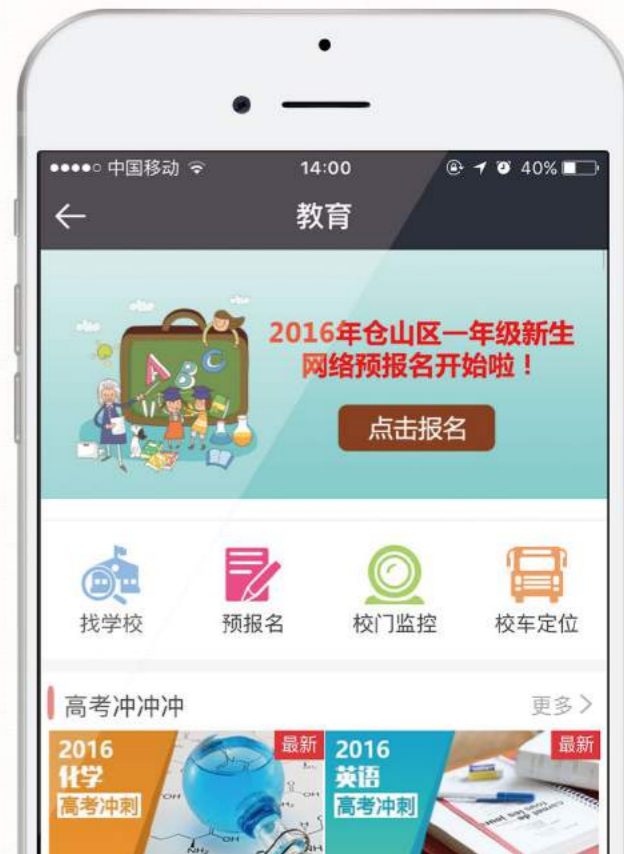 中国移动 14:00 40%
教育
A B C
2016年仓山区一年级新生
网络预报名开始啦！
点击报名
找学校 预报名 校门监控 校车定位
高考冲冲冲 更多
2016 最新
化学
高考冲刺
OH
OH
NH₂
2016 最新
英语
高考冲刺